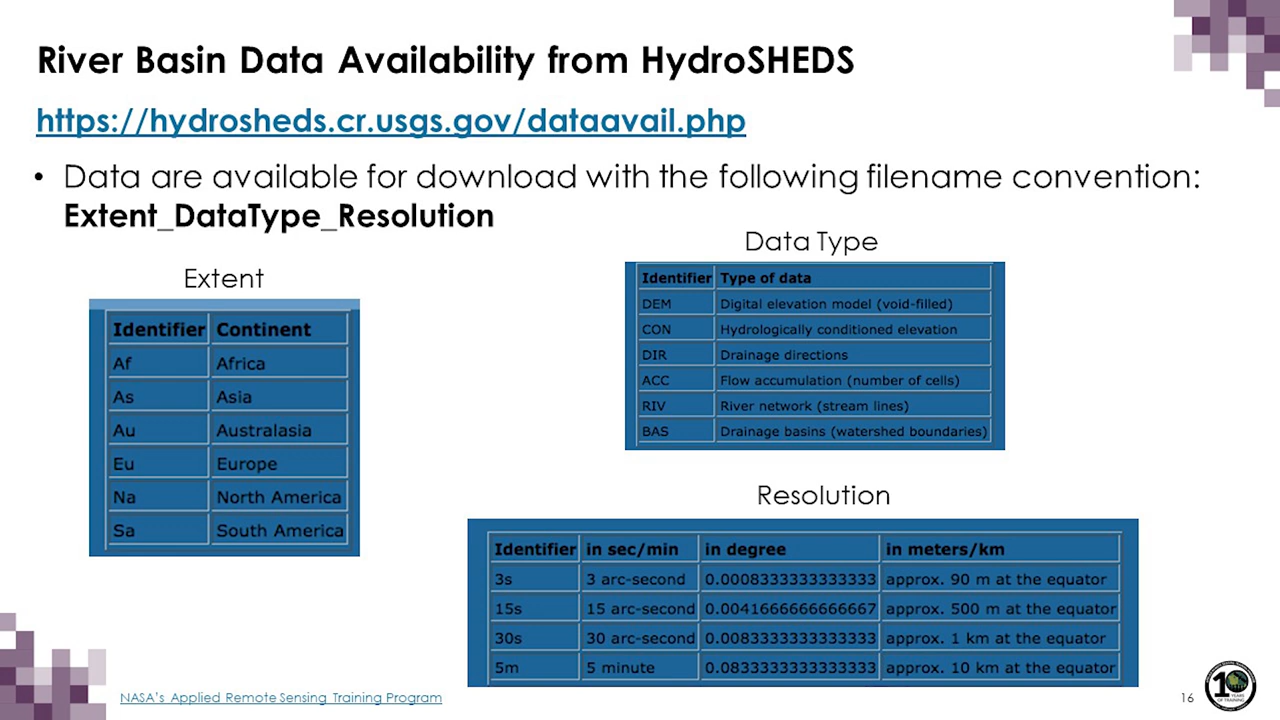 River Basin Data Availability from HydroSHEDS
https://hydrosheds.cr.usgs.gov/dataavail.php
• Data are available for download with the following filename convention:
Extent_DataType_Resolution
Extent
Identifier Continent
Af Africa
As Asia
Au Australasia
Eu Europe
Na North America
Sa South America
Data Type
Identifier Type of data
DEM Digital elevation model (void-filled)
CON Hydrologically conditioned elevation
DIR Drainage directions
ACC Flow accumulation (number of cells)
RIV River network (stream lines)
BAS Drainage basins (watershed boundaries)
Resolution
Identifier in sec/min in degree in meters/km
3s 3 arc-second 0.0008333333333333 approx. 90 m at the equator
15s 15 arc-second 0.0041666666666667 approx. 500 m at the equator
30s 30 arc-second 0.0083333333333333 approx. 1 km at the equator
5m 5 minute 0.0833333333333333 approx. 10 km at the equator
NASA's Applied Remote Sensing Training Program
16
10
YEARS
OF TRAINING